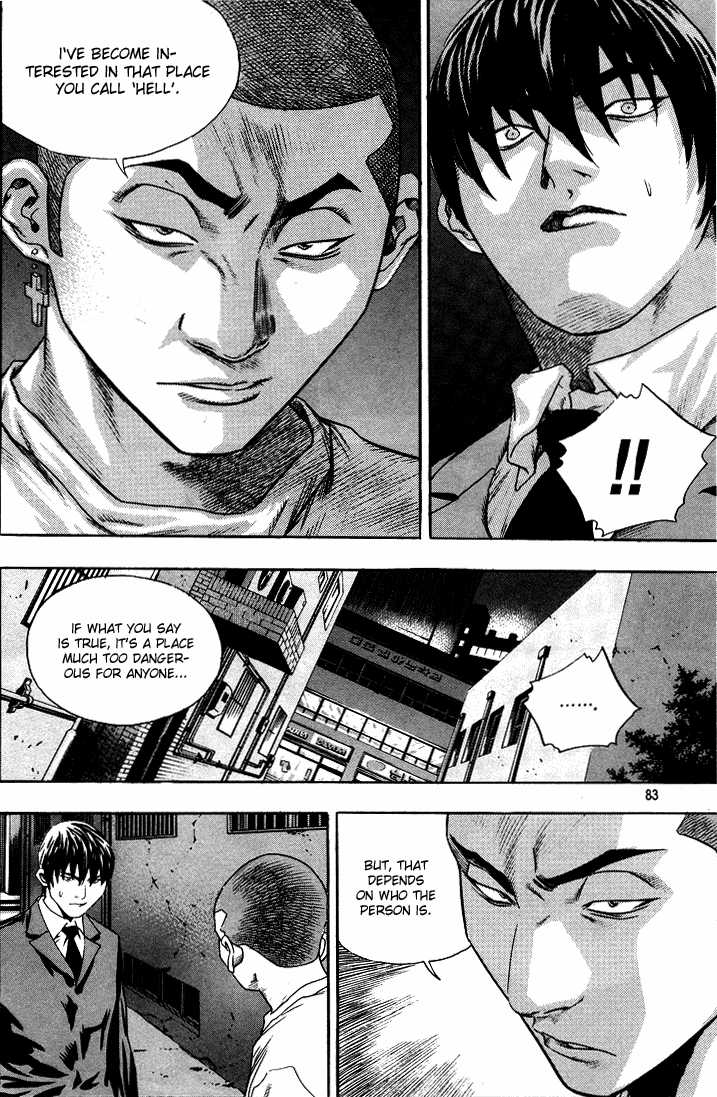 I'VE BECOME IN-
TERESTED IN THAT PLACE
YOU CALL 'HELL'.
!!
IF WHAT YOU SAY
IS TRUE, IT'S A PLACE
MUCH TOO DANGER-
OUS FOR ANYONE...
.......
83
BUT, THAT
DEPENDS
ON WHO THE
PERSON IS.